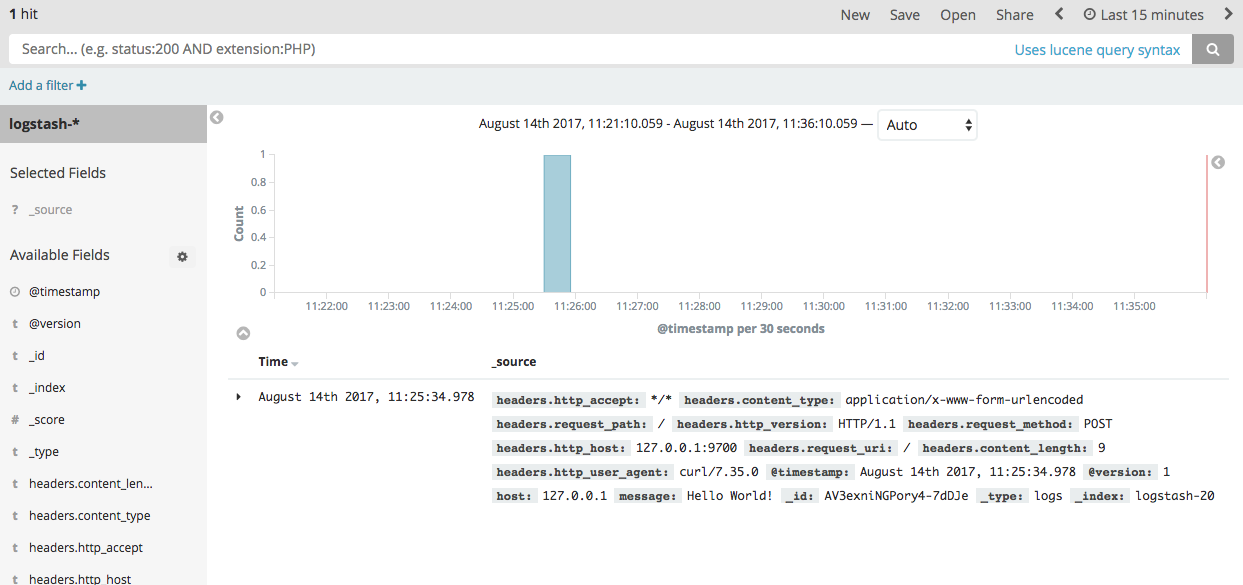 1 hit
New Save Open Share Last 15 minutes
Search... (e.g. status:200 AND extension:PHP) Uses lucene query syntax
Add a filter
logstash-*
Selected Fields
? _source
Available Fields
@timestamp
t @version
t _id
t _index
# _score
t _type
t headers.content_len...
t headers.content_type
t headers.http_accept
t headers.http_host
August 14th 2017, 11:21:10.059 - August 14th 2017, 11:36:10.059 — Auto
Count
1
0.8
0.6
0.4
0.2
0
11:22:00 11:23:00 11:24:00 11:25:00 11:26:00 11:27:00 11:28:00 11:29:00 11:30:00 11:31:00 11:32:00 11:33:00 11:34:00 11:35:00
@timestamp per 30 seconds
Time _source
August 14th 2017, 11:25:34.978 headers.http_accept: */* headers.content_type: application/x-www-form-urlencoded
headers.request_path: / headers.http_version: HTTP/1.1 headers.request_method: POST
headers.http_host: 127.0.0.1:9700 headers.request_uri: / headers.content_length: 9
headers.http_user_agent: curl/7.35.0 @timestamp: August 14th 2017, 11:25:34.978 @version: 1
host: 127.0.0.1 message: Hello World! _id: AV3exniNGPory4-7dDJe _type: logs _index: logstash-20